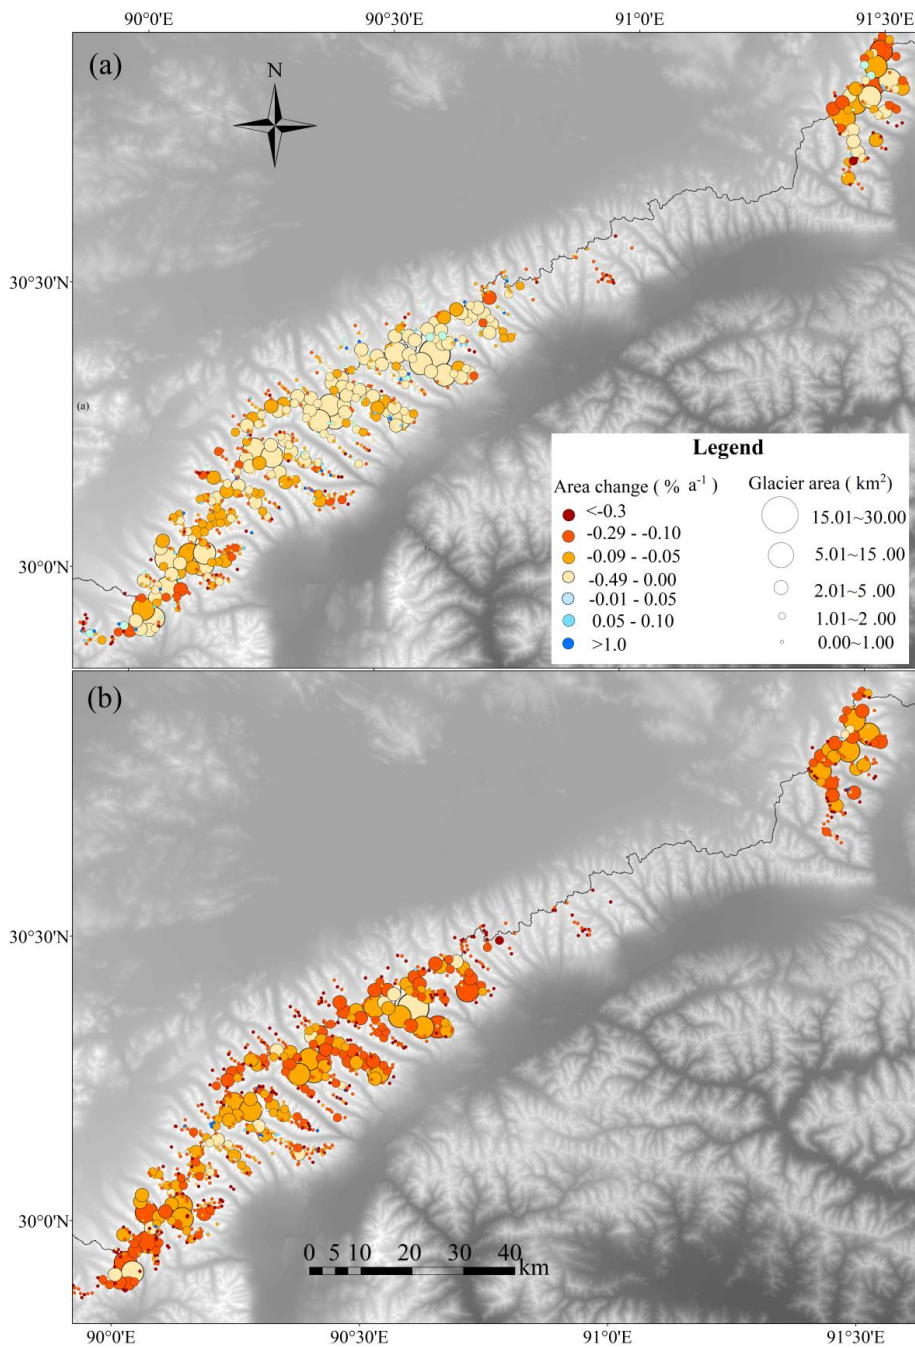 90°0'E 90°30'E 91°0'E 91°30'E
(a)
N
30°30'N
(a)
30°0'N
Legend
Area change ( % a⁻¹ )
<-0.3
-0.29 - -0.10
-0.09 - -0.05
-0.49 - 0.00
-0.01 - 0.05
0.05 - 0.10
>1.0
Glacier area ( km²)
15.01~30.00
5.01~15 .00
2.01~5 .00
1.01~2 .00
0.00~1.00
(b)
30°30'N
30°0'N
0 5 10 20 30 40
km
90°0'E 90°30'E 91°0'E 91°30'E